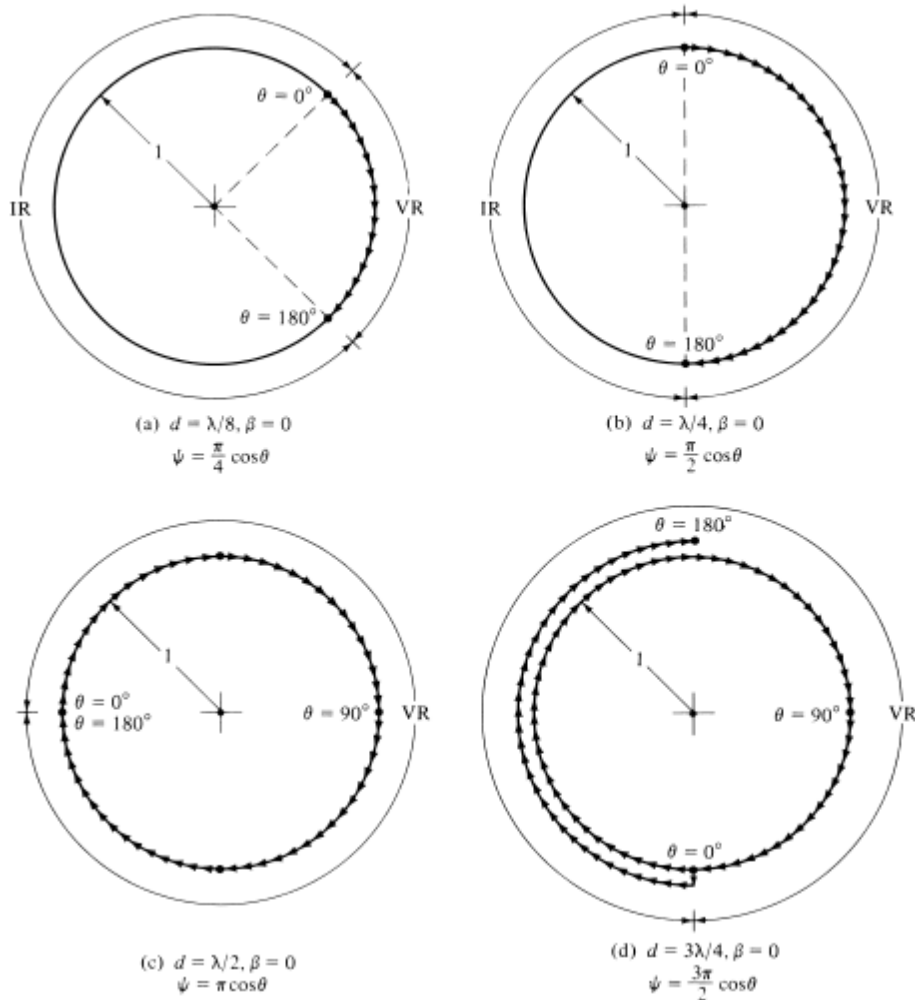 θ = 0°
1
IR
VR
θ = 180°
(a) d = λ/8, β = 0
ψ = π/4 cosθ
θ = 0°
1
IR
VR
θ = 180°
(b) d = λ/4, β = 0
ψ = π/2 cosθ
1
θ = 0°
θ = 180°
θ = 90°
VR
(c) d = λ/2, β = 0
ψ = π cosθ
θ = 180°
1
θ = 90°
VR
θ = 0°
(d) d = 3λ/4, β = 0
ψ = 3π/2 cosθ